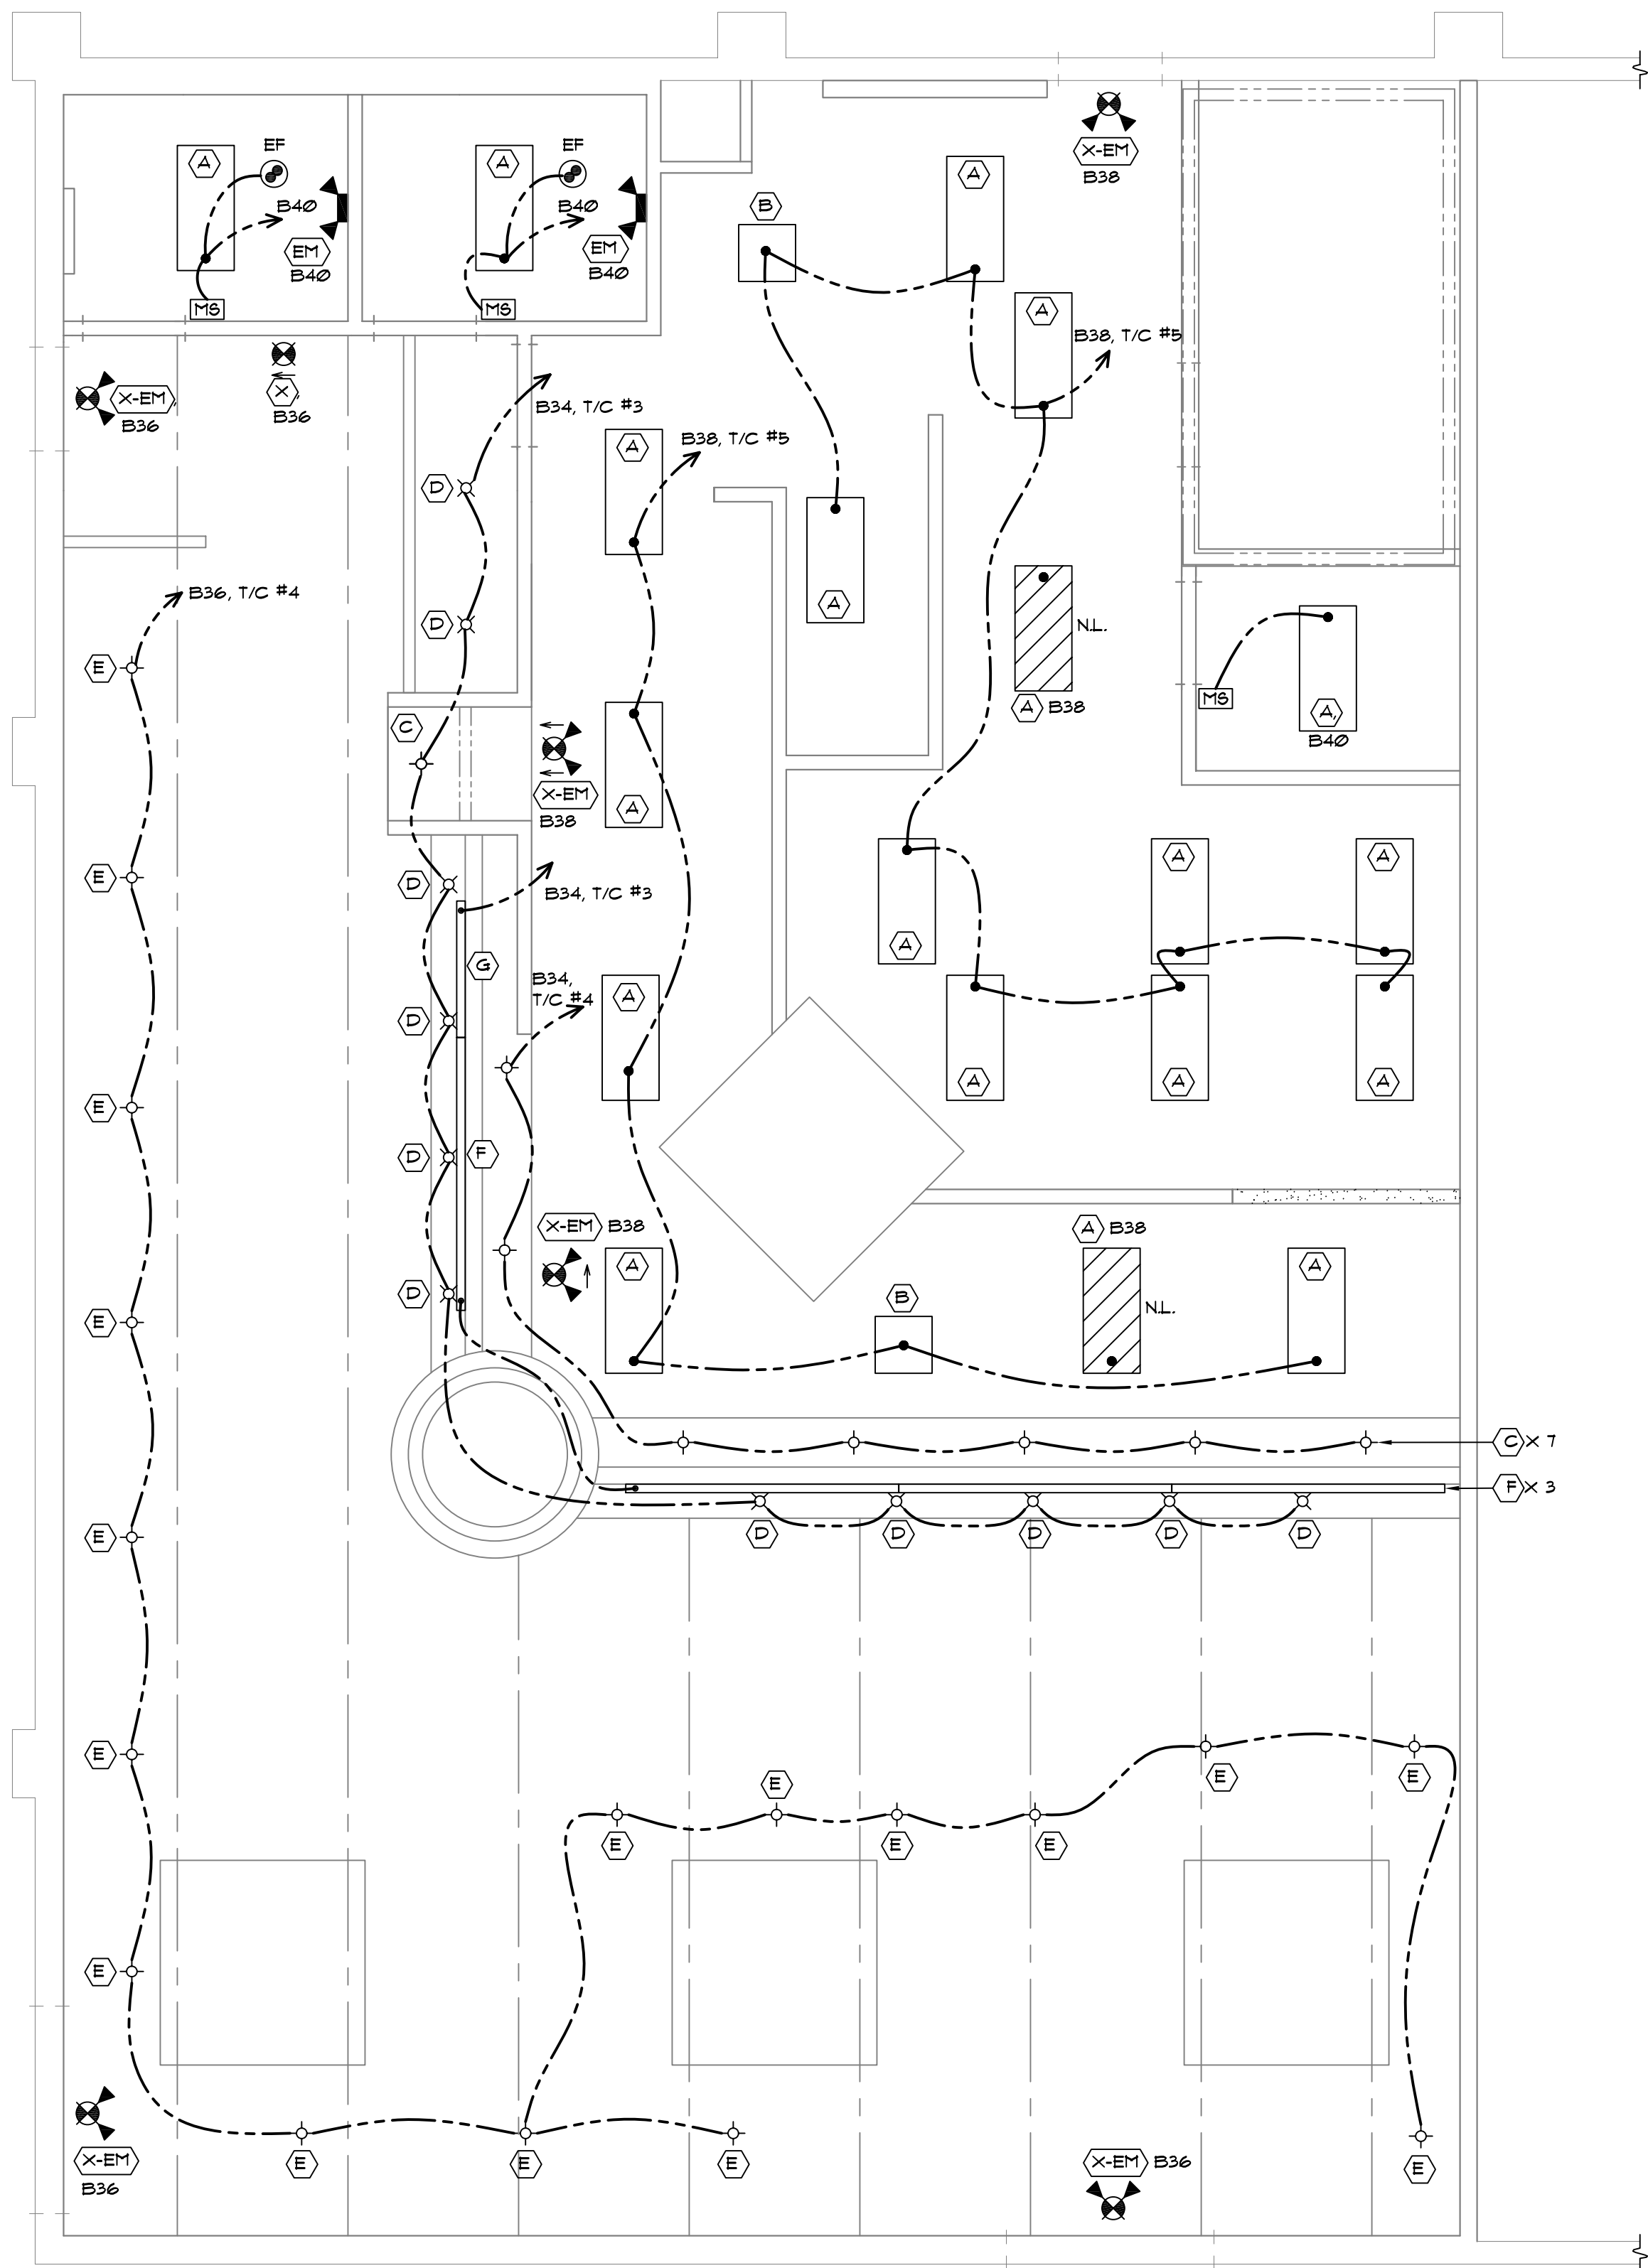 EF
EF
A
A
X-EM
B38
A
B40
B40
B
EM
B40
EM
B40
MS
MS
A
B38, T/C #5
X-EM,
B36
X,
B36
B34, T/C #3
A
B38, T/C #5
D
B36, T/C #4
A
D
N.L.
E
MS
A B38
A,
B40
C
X-EM
B38
A
A
A
E
D
B34, T/C #3
A
G
B34,
T/C #4
A
D
A
A
A
E
D
F
X-EM B38
A B38
A
A
D
B
N.L.
E
C X 7
F X 3
E
D
D
D
D
D
E
E
E
E
E
E
E
E
X-EM
B36
E
E
E
X-EM B36
E